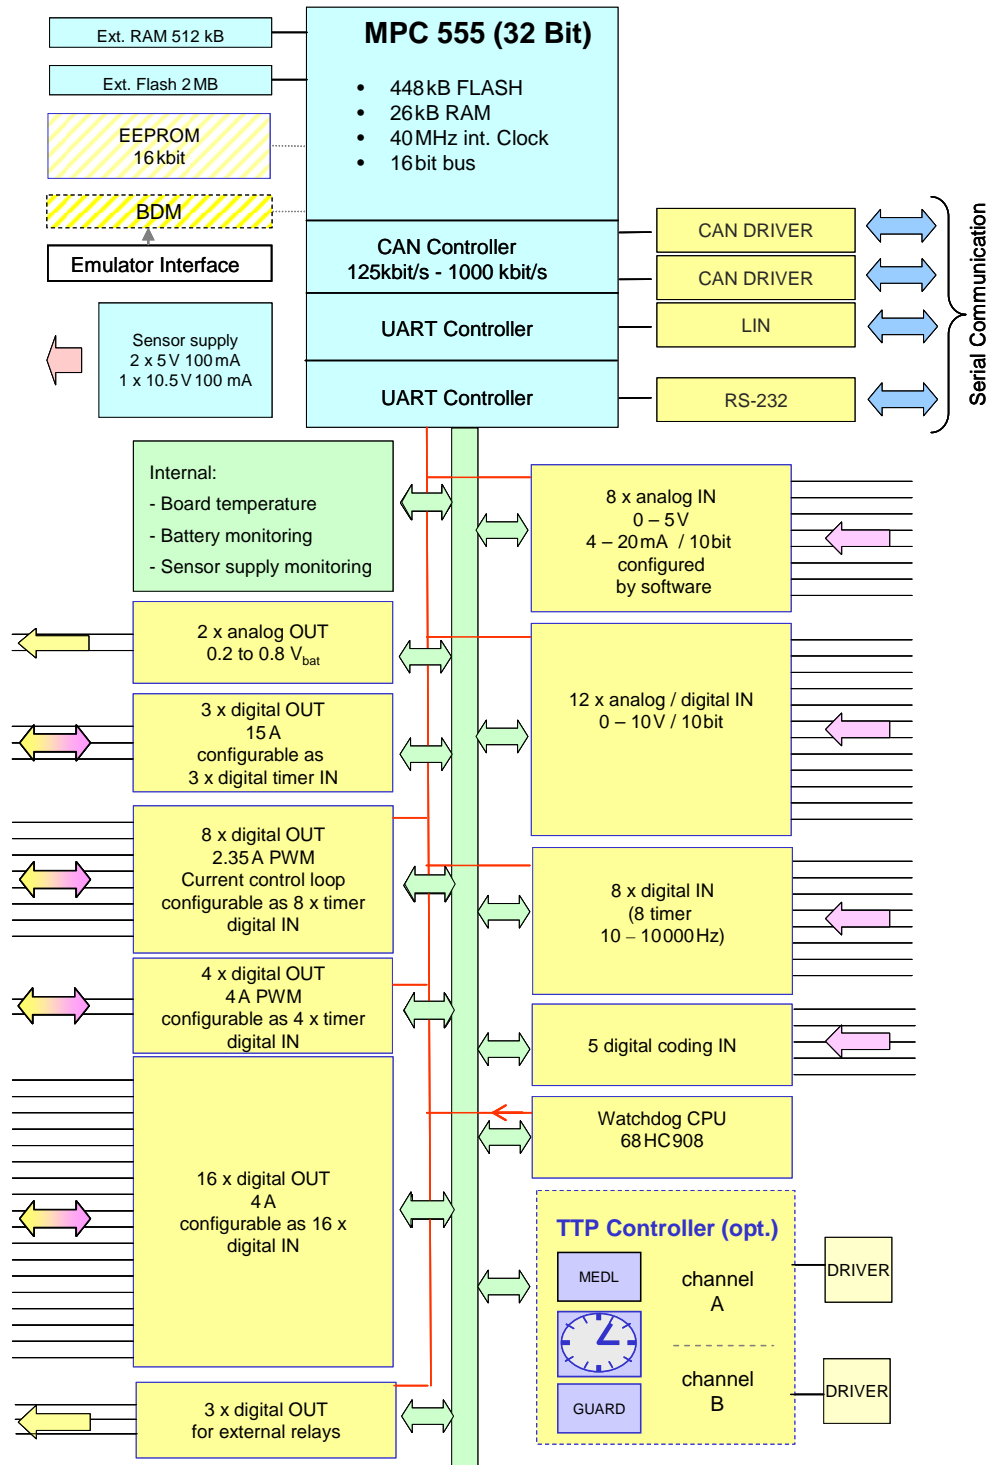 Ext. RAM 512 kB
Ext. Flash 2 MB
EEPROM
16 kbit
BDM
Emulator Interface
Sensor supply
2 x 5 V 100 mA
1 x 10.5 V 100 mA
MPC 555 (32 Bit)
• 448 kB FLASH
• 26 kB RAM
• 40 MHz int. Clock
• 16 bit bus
CAN Controller
125kbit/s - 1000 kbit/s
UART Controller
UART Controller
CAN DRIVER
CAN DRIVER
LIN
RS-232
Serial Communication
Internal:
- Board temperature
- Battery monitoring
- Sensor supply monitoring
2 x analog OUT
0.2 to 0.8 Vbat
3 x digital OUT
15 A
configurable as
3 x digital timer IN
8 x digital OUT
2.35 A PWM
Current control loop
configurable as 8 x timer
digital IN
4 x digital OUT
4 A PWM
configurable as 4 x timer
digital IN
16 x digital OUT
4 A
configurable as 16 x
digital IN
3 x digital OUT
for external relays
8 x analog IN
0 – 5 V
4 – 20 mA / 10 bit
configured
by software
12 x analog / digital IN
0 – 10 V / 10 bit
8 x digital IN
(8 timer
10 – 10000 Hz)
5 digital coding IN
Watchdog CPU
68 HC 908
TTP Controller (opt.)
MEDL
GUARD
channel
A
channel
B
DRIVER
DRIVER